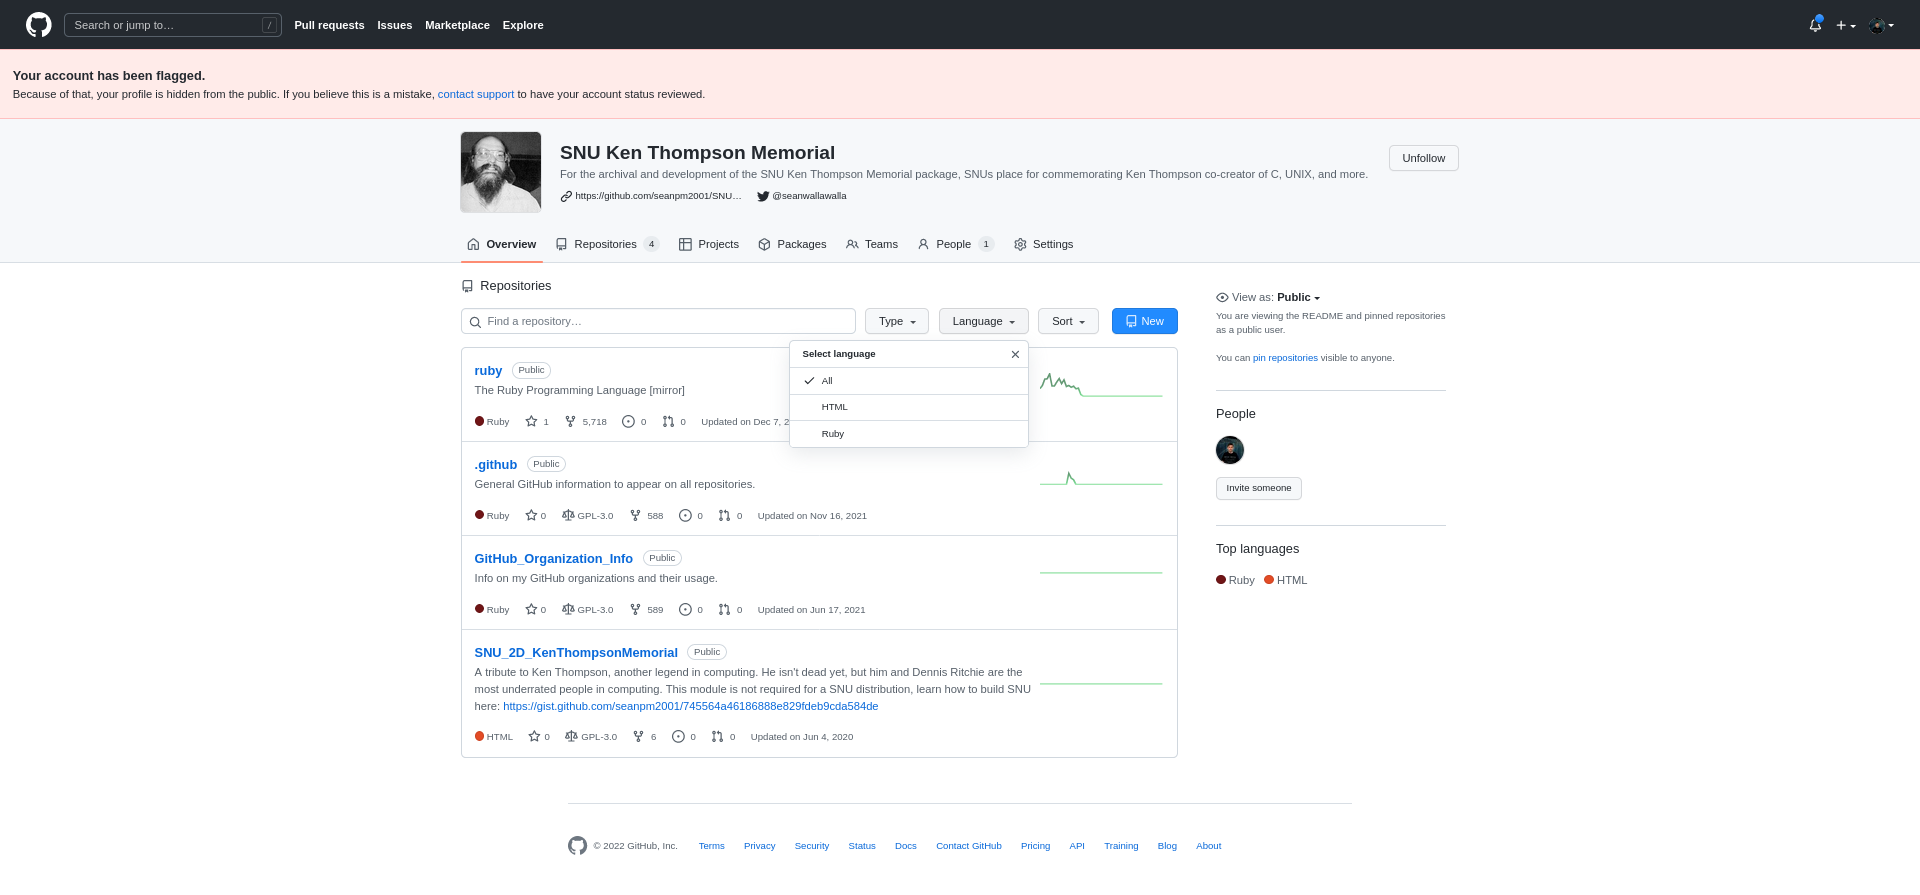 Search or jump to… /
Pull requests Issues Marketplace Explore
Your account has been flagged.
Because of that, your profile is hidden from the public. If you believe this is a mistake, contact support to have your account status reviewed.
SNU Ken Thompson Memorial
Unfollow
For the archival and development of the SNU Ken Thompson Memorial package, SNUs place for commemorating Ken Thompson co-creator of C, UNIX, and more.
https://github.com/seanpm2001/SNU… @seanwallawalla
Overview Repositories 4 Projects Packages Teams People 1 Settings
Repositories
Find a repository… Type Language Sort New
Select language
All
HTML
Ruby
ruby Public
The Ruby Programming Language [mirror]
Ruby 1 5,718 0 0 Updated on Dec 7, 2
.github Public
General GitHub information to appear on all repositories.
Ruby 0 GPL-3.0 588 0 0 Updated on Nov 16, 2021
GitHub_Organization_Info Public
Info on my GitHub organizations and their usage.
Ruby 0 GPL-3.0 589 0 0 Updated on Jun 17, 2021
SNU_2D_KenThompsonMemorial Public
A tribute to Ken Thompson, another legend in computing. He isn't dead yet, but him and Dennis Ritchie are the
most underrated people in computing. This module is not required for a SNU distribution, learn how to build SNU
here: https://gist.github.com/seanpm2001/745564a46186888e829fdeb9cda584de
HTML 0 GPL-3.0 6 0 0 Updated on Jun 4, 2020
View as: Public
You are viewing the README and pinned repositories
as a public user.
You can pin repositories visible to anyone.
People
Invite someone
Top languages
Ruby HTML
© 2022 GitHub, Inc. Terms Privacy Security Status Docs Contact GitHub Pricing API Training Blog About